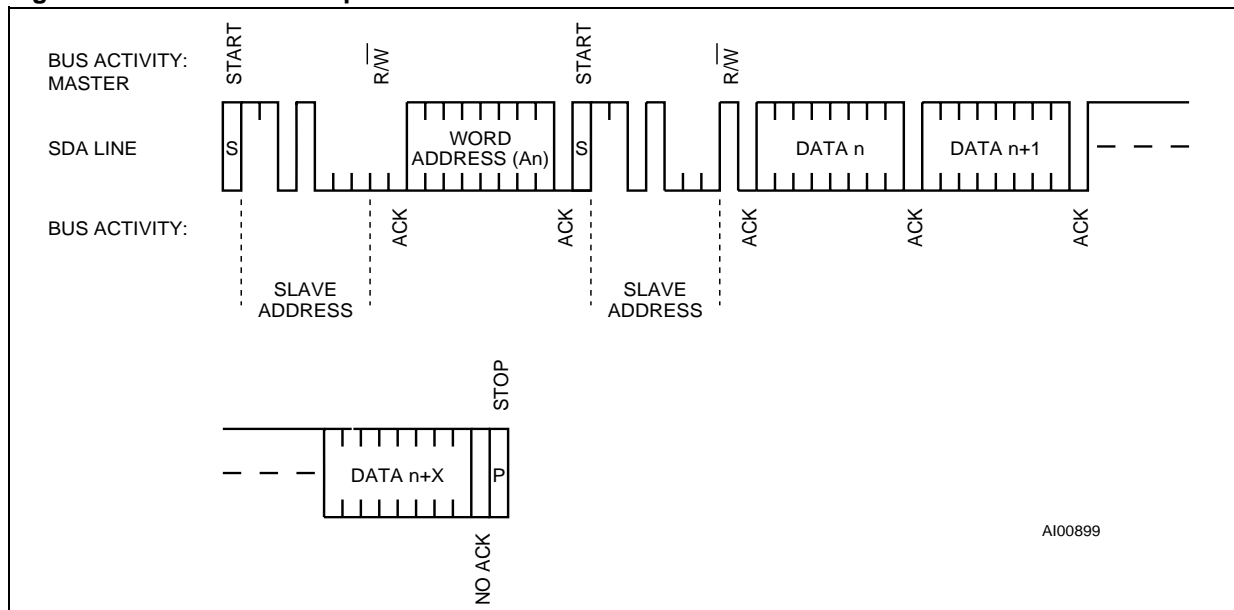 BUS ACTIVITY:
MASTER
START
R/W
START
R/W
SDA LINE
S
WORD
ADDRESS (An)
S
DATA n
DATA n+1
BUS ACTIVITY:
ACK
ACK
ACK
ACK
ACK
SLAVE
ADDRESS
SLAVE
ADDRESS
STOP
DATA n+X
P
NO ACK
AI00899